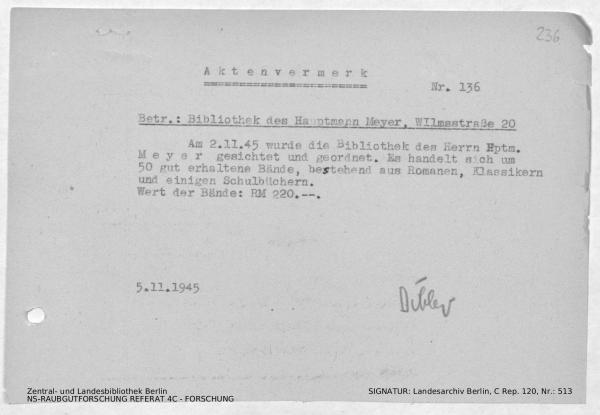 236
Aktenvermerk
Nr. 136
Betr.: Bibliothek des Hauptmann Meyer, WIlmsstraße 20
Am 2.11.45 wurde die Bibliothek des Herrn Hptm.
Meyer gesichtet und geordnet. Es handelt sich um
50 gut erhaltene Bände, bestehend aus Romanen, Klassikern
und einigen Schulbüchern.
Wert der Bände: RM 220.--.
5.11.1945
Zentral- und Landesbibliothek Berlin
NS-RAUBGUTFORSCHUNG REFERAT 4C - FORSCHUNG
SIGNATUR: Landesarchiv Berlin, C Rep. 120, Nr.: 513